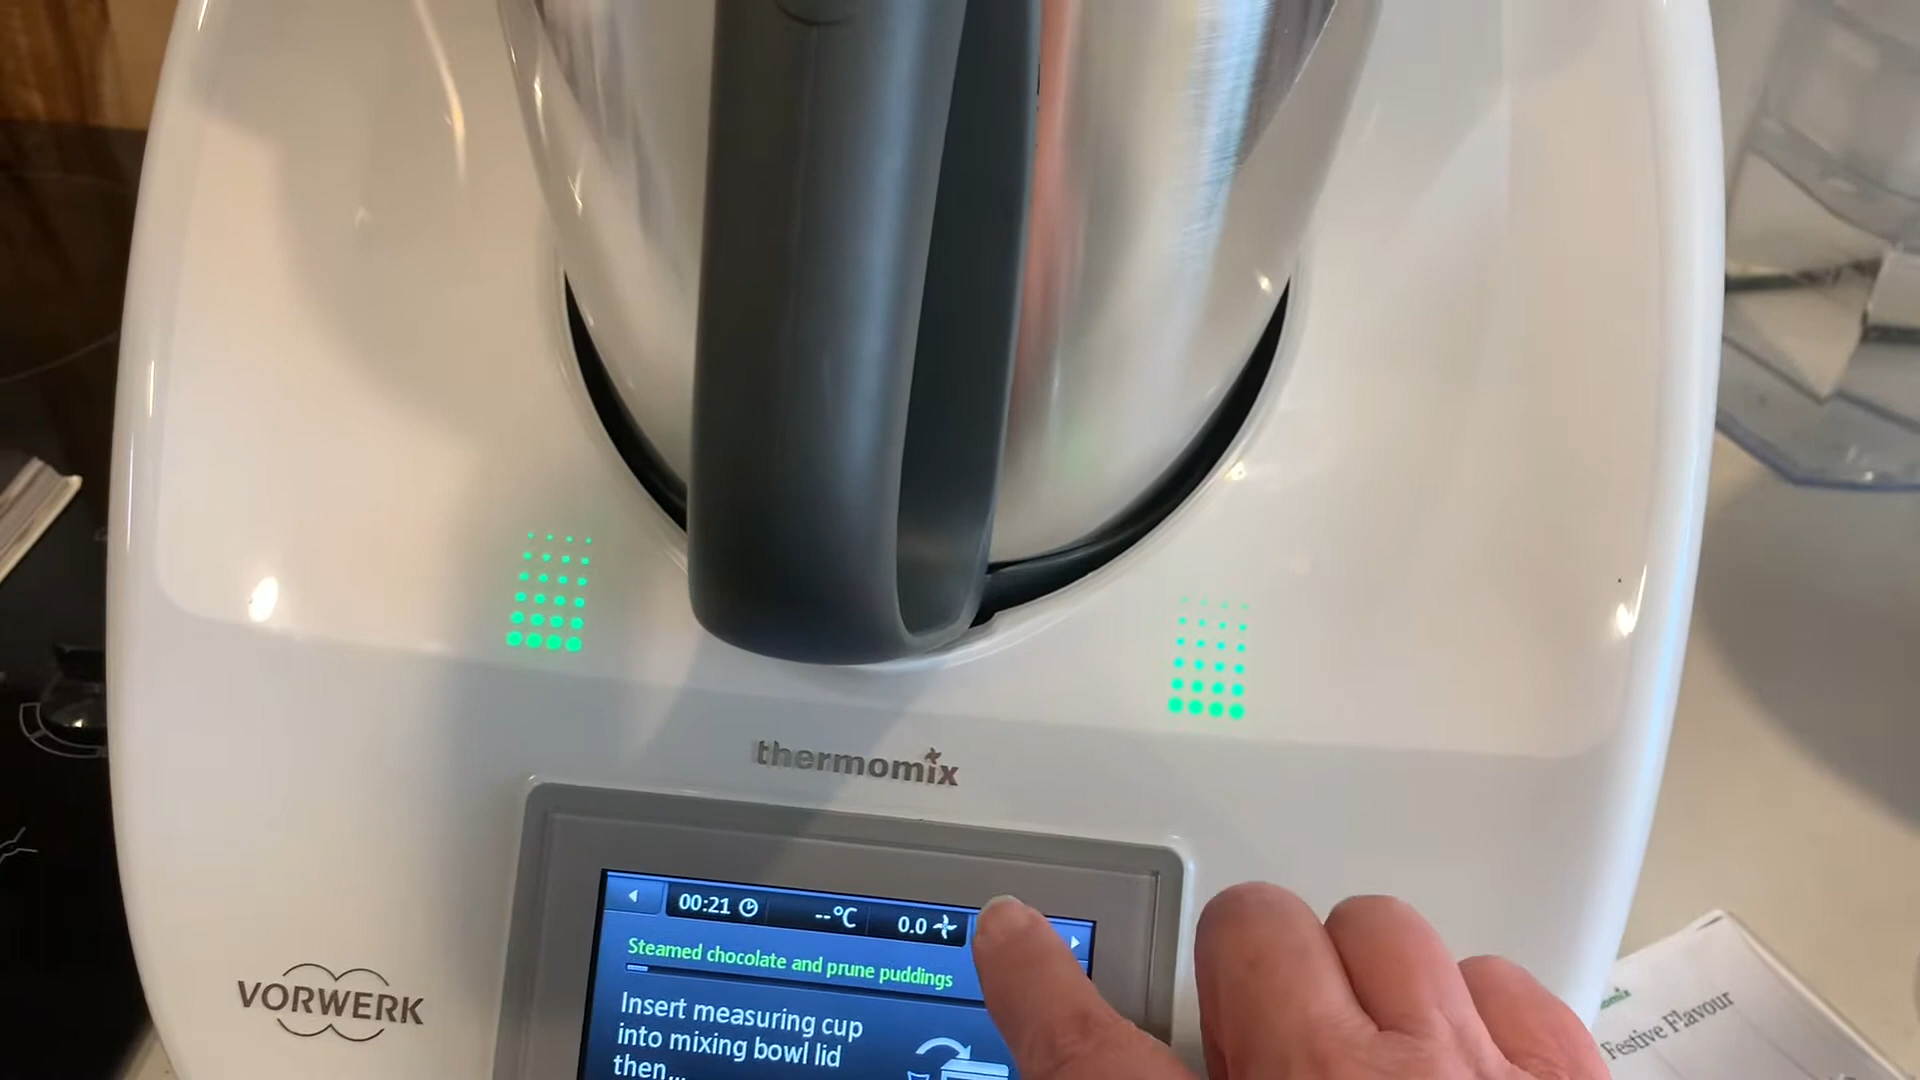 thermomix
00:21 --°C 0.0
Steamed chocolate and prune puddings
Insert measuring cup
into mixing bowl lid
then...
VORWERK
Festive Flavour